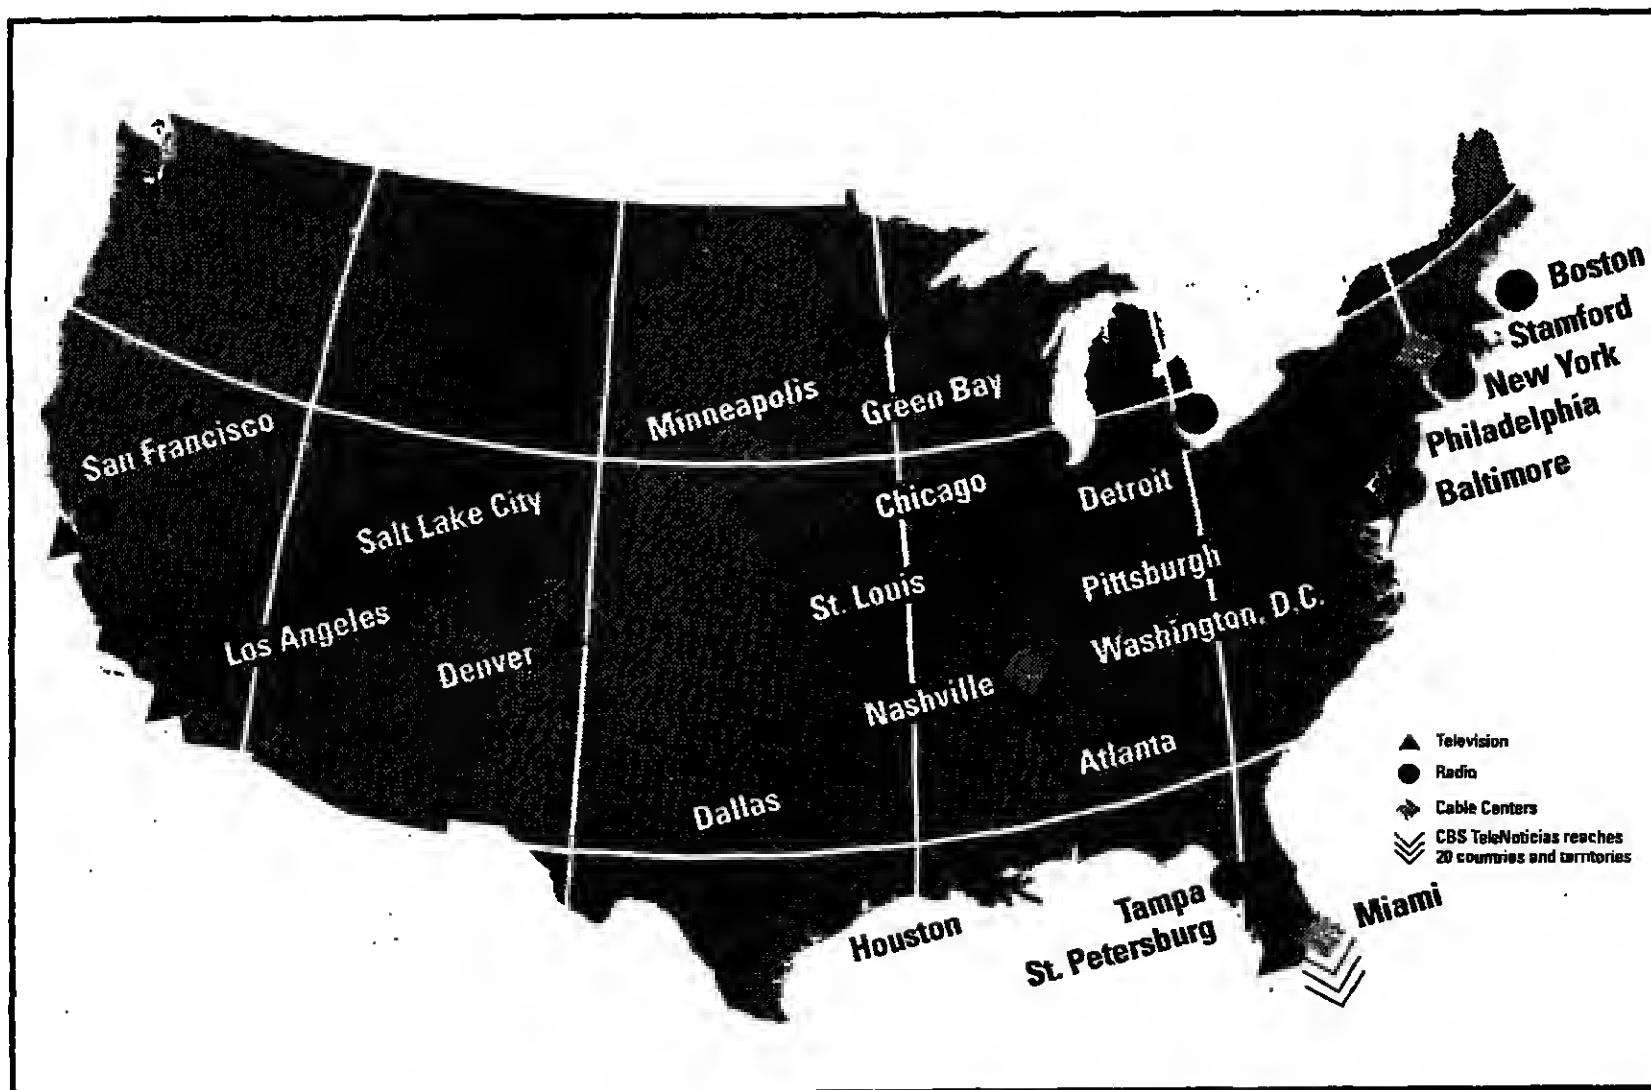 Boston
Stamford
New York
Philadelphia
Baltimore
San Francisco
Minneapolis
Green Bay
Salt Lake City
Chicago
Detroit
Los Angeles
Denver
St. Louis
Pittsburgh
Washington, D.C.
Nashville
Atlanta
Dallas
Houston
Tampa
St. Petersburg
Miami
Television
Radio
Cable Centers
CBS TeleNoticias reaches
20 countries and territories